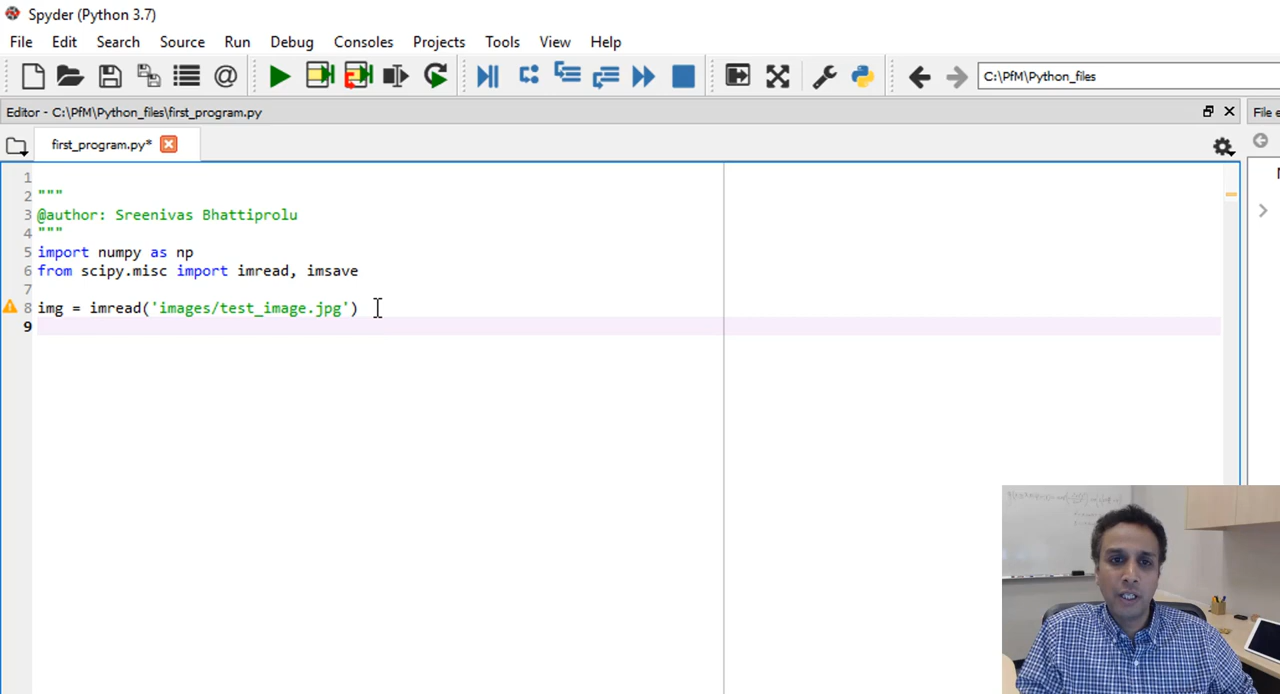 Spyder (Python 3.7)
File Edit Search Source Run Debug Consoles Projects Tools View Help
C:\PfM\Python_files
Editor - C:\PfM\Python_files\first_program.py
File e
first_program.py*
1
2 """
3 @author: Sreenivas Bhattiprolu
4 """
5 import numpy as np
6 from scipy.misc import imread, imsave
7
8 img = imread('images/test_image.jpg')
9